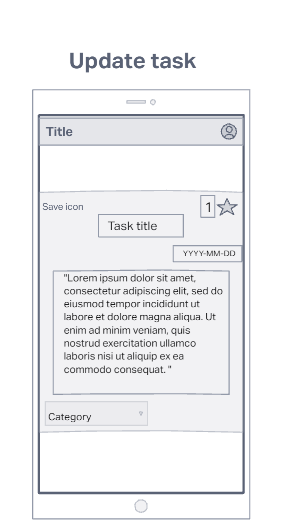 Update task
Title
Save icon
1
Task title
YYYY-MM-DD
"Lorem ipsum dolor sit amet,
consectetur adipiscing elit, sed do
eiusmod tempor incididunt ut
labore et dolore magna aliqua. Ut
enim ad minim veniam, quis
nostrud exercitation ullamco
laboris nisi ut aliquip ex ea
commodo consequat. "
Category